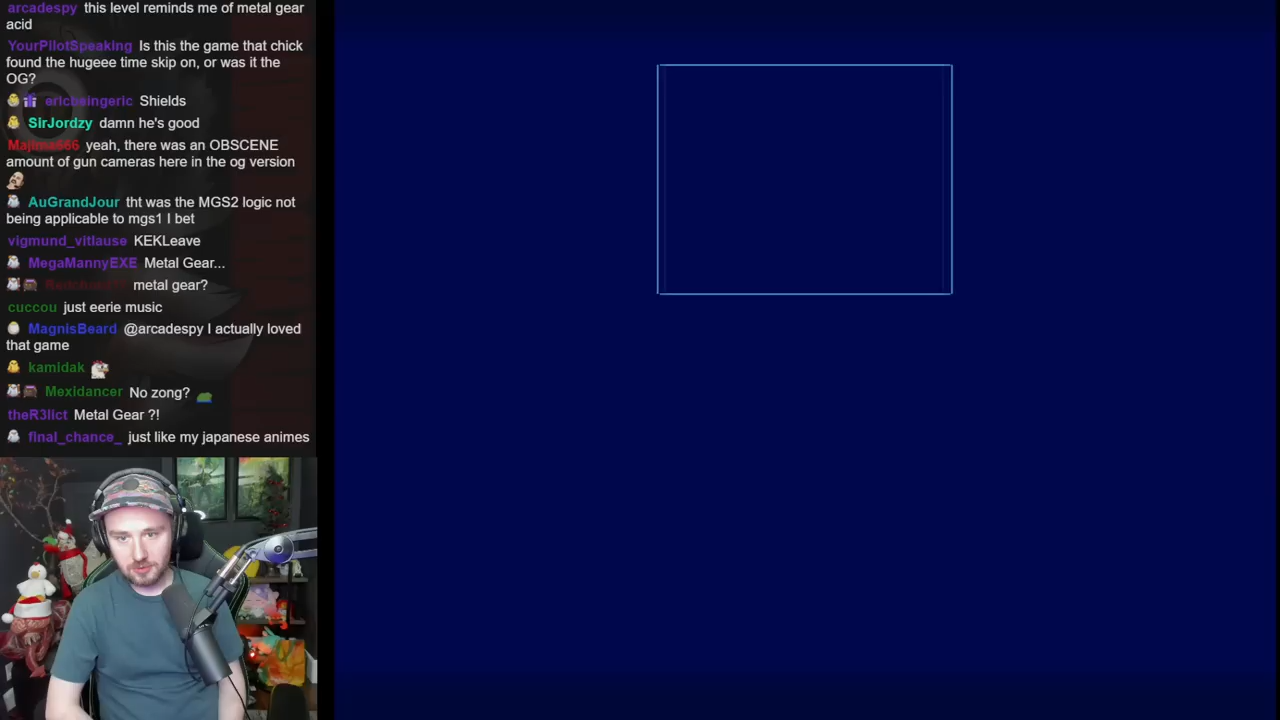 arcadespy this level reminds me of metal gear
acid
YourPilotSpeaking Is this the game that chick
found the hugeee time skip on, or was it the
OG?
ericbeingeric Shields
SirJordzy damn he's good
Majima666 yeah, there was an OBSCENE
amount of gun cameras here in the og version
AuGrandJour tht was the MGS2 logic not
being applicable to mgs1 I bet
vigmund_vitlause KEKLeave
MegaMannyEXE Metal Gear...
metal gear?
cuccou just eerie music
MagnisBeard @arcadespy I actually loved
that game
kamidak
Mexidancer No zong?
theR3lict Metal Gear ?!
final_chance_ just like my japanese animes